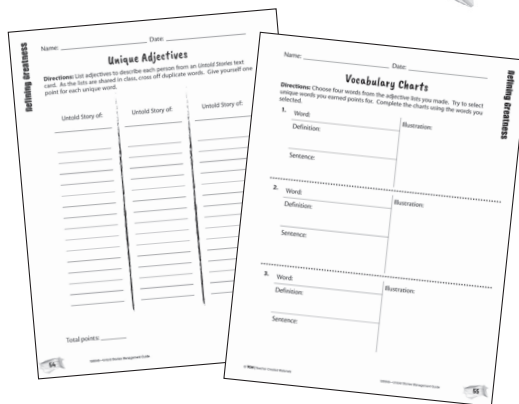 Defining Greatness
Name: Date:
Unique Adjectives
Directions: List adjectives to describe each person from an Untold Stories text
card. As the lists are shared in class, cross off duplicate words. Give yourself one
point for each unique word.
Untold Story of: Untold Story of: Untold Story of:
Total points:
54
Defining Greatness
Name: Date:
Vocabulary Charts
Directions: Choose four words from the adjective lists you made. Try to select
unique words you earned points for. Complete the charts using the words you
selected.
1. Word: Illustration:
Definition:
Sentence:
2. Word: Illustration:
Definition:
Sentence:
3. Word: Illustration:
Definition:
Sentence:
55